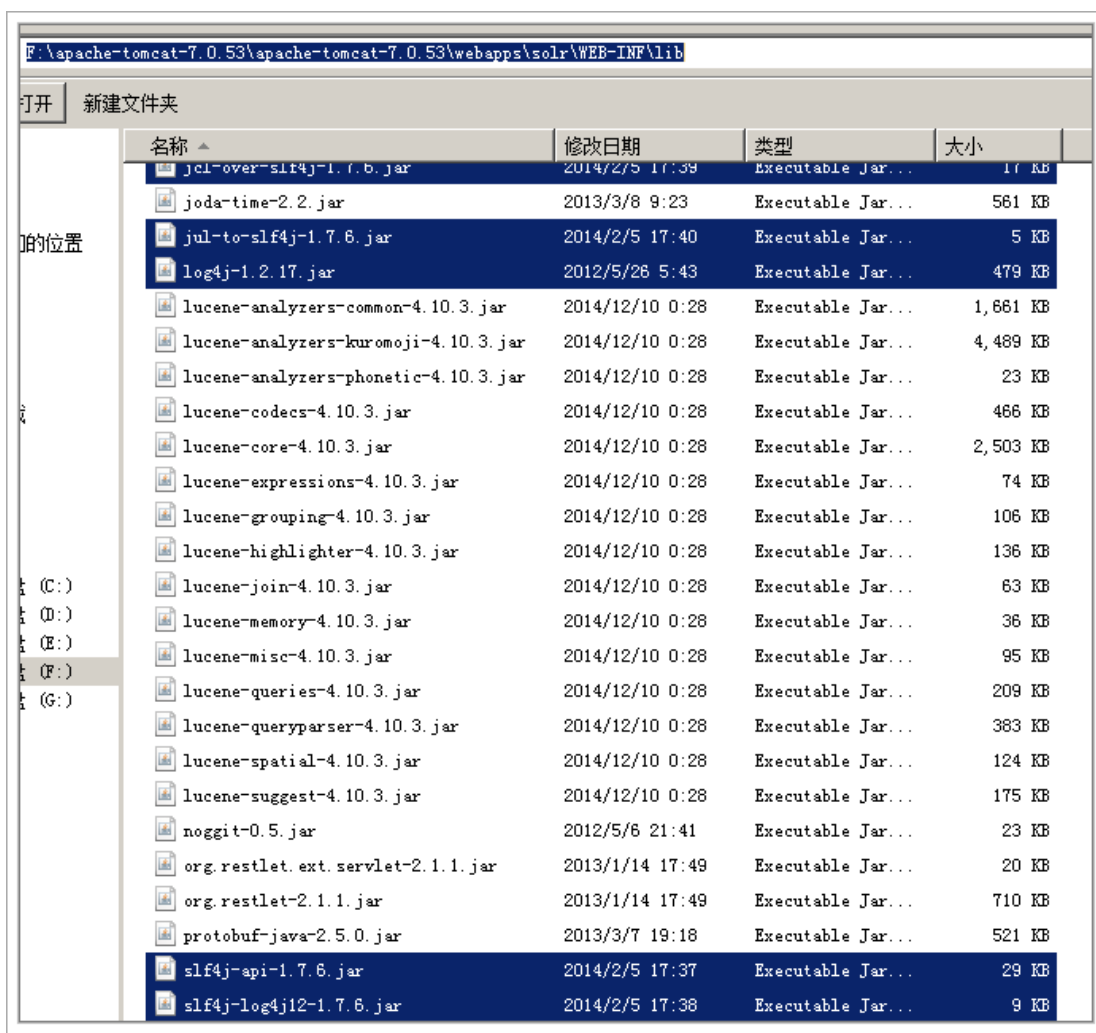 F:\apache-tomcat-7.0.53\apache-tomcat-7.0.53\webapps\solr\WEB-INF\lib
打开 新建文件夹
名称 修改日期 类型 大小
jcl-over-slf4j-1.7.6.jar 2014/2/5 17:39 Executable Jar... 17 KB
joda-time-2.2.jar 2013/3/8 9:23 Executable Jar... 561 KB
的位置 jul-to-slf4j-1.7.6.jar 2014/2/5 17:40 Executable Jar... 5 KB
log4j-1.2.17.jar 2012/5/26 5:43 Executable Jar... 479 KB
lucene-analyzers-common-4.10.3.jar 2014/12/10 0:28 Executable Jar... 1,661 KB
lucene-analyzers-kuromoji-4.10.3.jar 2014/12/10 0:28 Executable Jar... 4,489 KB
lucene-analyzers-phonetic-4.10.3.jar 2014/12/10 0:28 Executable Jar... 23 KB
lucene-codecs-4.10.3.jar 2014/12/10 0:28 Executable Jar... 466 KB
lucene-core-4.10.3.jar 2014/12/10 0:28 Executable Jar... 2,503 KB
lucene-expressions-4.10.3.jar 2014/12/10 0:28 Executable Jar... 74 KB
lucene-grouping-4.10.3.jar 2014/12/10 0:28 Executable Jar... 106 KB
lucene-highlighter-4.10.3.jar 2014/12/10 0:28 Executable Jar... 136 KB
(C:) lucene-join-4.10.3.jar 2014/12/10 0:28 Executable Jar... 63 KB
(D:) lucene-memory-4.10.3.jar 2014/12/10 0:28 Executable Jar... 36 KB
(E:) lucene-misc-4.10.3.jar 2014/12/10 0:28 Executable Jar... 95 KB
(F:)
(G:) lucene-queries-4.10.3.jar 2014/12/10 0:28 Executable Jar... 209 KB
lucene-queryparser-4.10.3.jar 2014/12/10 0:28 Executable Jar... 383 KB
lucene-spatial-4.10.3.jar 2014/12/10 0:28 Executable Jar... 124 KB
lucene-suggest-4.10.3.jar 2014/12/10 0:28 Executable Jar... 175 KB
noggit-0.5.jar 2012/5/6 21:41 Executable Jar... 23 KB
org.restlet.ext.servlet-2.1.1.jar 2013/1/14 17:49 Executable Jar... 20 KB
org.restlet-2.1.1.jar 2013/1/14 17:49 Executable Jar... 710 KB
protobuf-java-2.5.0.jar 2013/3/7 19:18 Executable Jar... 521 KB
slf4j-api-1.7.6.jar 2014/2/5 17:37 Executable Jar... 29 KB
slf4j-log4j12-1.7.6.jar 2014/2/5 17:38 Executable Jar... 9 KB